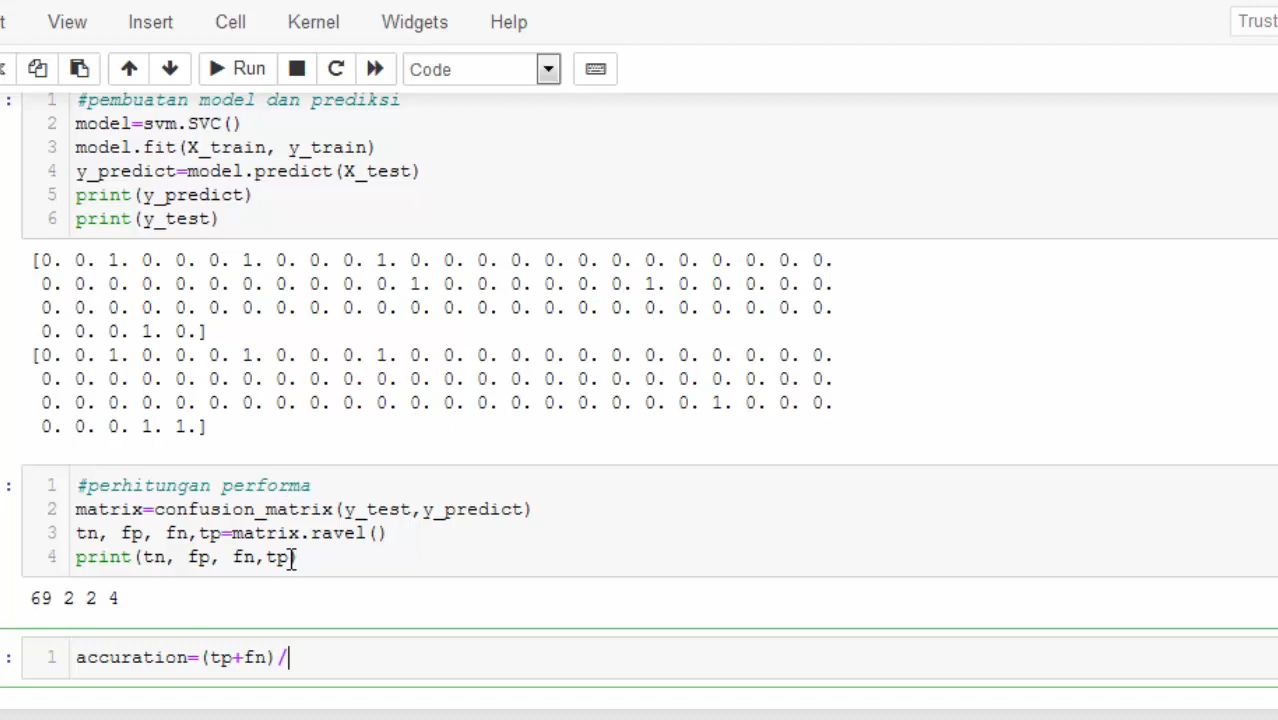 View Insert Cell Kernel Widgets Help
Run Code
1 #pembuatan model dan prediksi
2 model=svm.SVC()
3 model.fit(X_train, y_train)
4 y_predict=model.predict(X_test)
5 print(y_predict)
6 print(y_test)
[0. 0. 1. 0. 0. 0. 1. 0. 0. 0. 1. 0. 0. 0. 0. 0. 0. 0. 0. 0. 0. 0. 0. 0.
0. 0. 0. 0. 0. 0. 0. 0. 0. 0. 0. 1. 0. 0. 0. 0. 0. 0. 1. 0. 0. 0. 0. 0.
0. 0. 0. 0. 0. 0. 0. 0. 0. 0. 0. 0. 0. 0. 0. 0. 0. 0. 0. 0. 0. 0. 0. 0.
0. 0. 0. 1. 0.]
[0. 0. 1. 0. 0. 0. 1. 0. 0. 0. 1. 0. 0. 0. 0. 0. 0. 0. 0. 0. 0. 0. 0. 0.
0. 0. 0. 0. 0. 0. 0. 0. 0. 0. 0. 0. 0. 0. 0. 0. 0. 0. 0. 0. 0. 0. 0. 0.
0. 0. 0. 0. 0. 0. 0. 0. 0. 0. 0. 0. 0. 0. 0. 0. 0. 0. 0. 0. 1. 0. 0. 0.
0. 0. 0. 1. 1.]
1 #perhitungan performa
2 matrix=confusion_matrix(y_test,y_predict)
3 tn, fp, fn,tp=matrix.ravel()
4 print(tn, fp, fn,tp)
69 2 2 4
1 accuration=(tp+fn)/